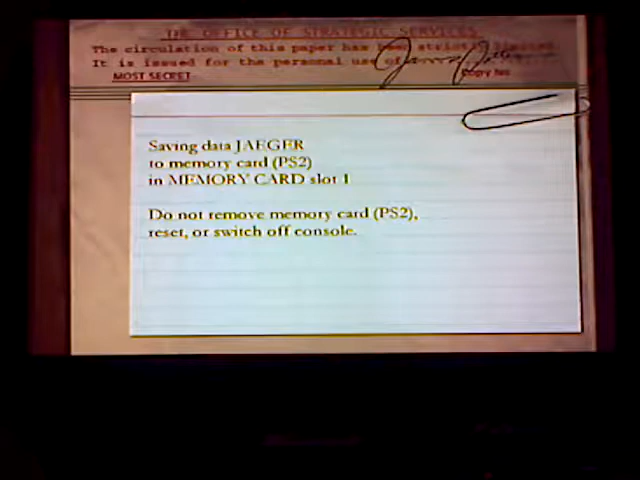 THE OFFICE OF STRATEGIC SERVICES
The circulation of this paper has been strictly limited.
It is issued for the personal use of
MOST SECRET
Copy No
Saving data JAEGER
to memory card (PS2)
in MEMORY CARD slot 1
Do not remove memory card (PS2),
reset, or switch off console.